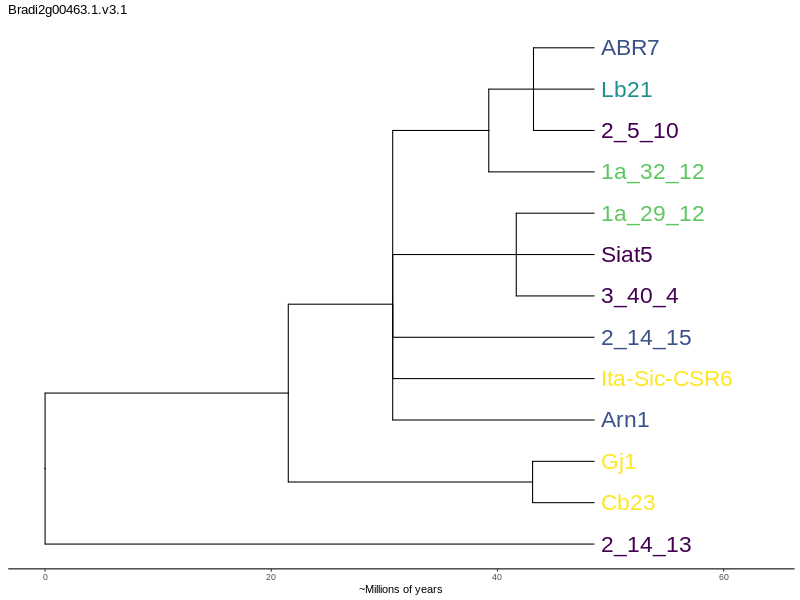 Bradi2g00463.1.v3.1
ABR7
Lb21
2_5_10
1a_32_12
1a_29_12
Siat5
3_40_4
2_14_15
Ita-Sic-CSR6
Arn1
Gj1
Cb23
2_14_13
0 20 40 60
~Millions of years